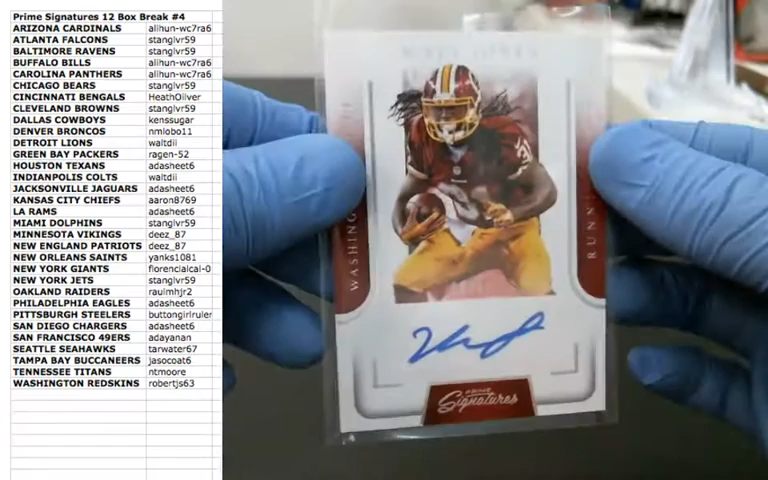 Prime Signatures 12 Box Break #4
ARIZONA CARDINALS alihun-wc7ra6
ATLANTA FALCONS stanglvr59
BALTIMORE RAVENS stanglvr59
BUFFALO BILLS alihun-wc7ra6
CAROLINA PANTHERS alihun-wc7ra6
CHICAGO BEARS stanglvr59
CINCINNATI BENGALS HeathOliver
CLEVELAND BROWNS stanglvr59
DALLAS COWBOYS kenssugar
DENVER BRONCOS nmlobo11
DETROIT LIONS waltdii
GREEN BAY PACKERS ragen-52
HOUSTON TEXANS adasheet6
INDIANPOLIS COLTS waltdii
JACKSONVILLE JAGUARS adasheet6
KANSAS CITY CHIEFS aaron8769
LA RAMS adasheet6
MIAMI DOLPHINS stanglvr59
MINNESOTA VIKINGS deez_87
NEW ENGLAND PATRIOTS deez_87
NEW ORLEANS SAINTS yanks1081
NEW YORK GIANTS florencialcal-0
NEW YORK JETS stanglvr59
OAKLAND RAIDERS raulmhjr2
PHILADELPHIA EAGLES adasheet6
PITTSBURGH STEELERS buttongirlruler
SAN DIEGO CHARGERS adasheet6
SAN FRANCISCO 49ERS adayanan
SEATTLE SEAHAWKS tarwater67
TAMPA BAY BUCCANEERS jasocoat6
TENNESSEE TITANS ntmoore
WASHINGTON REDSKINS robertjs63
WASHING
RUNN
PRIME
Signatures